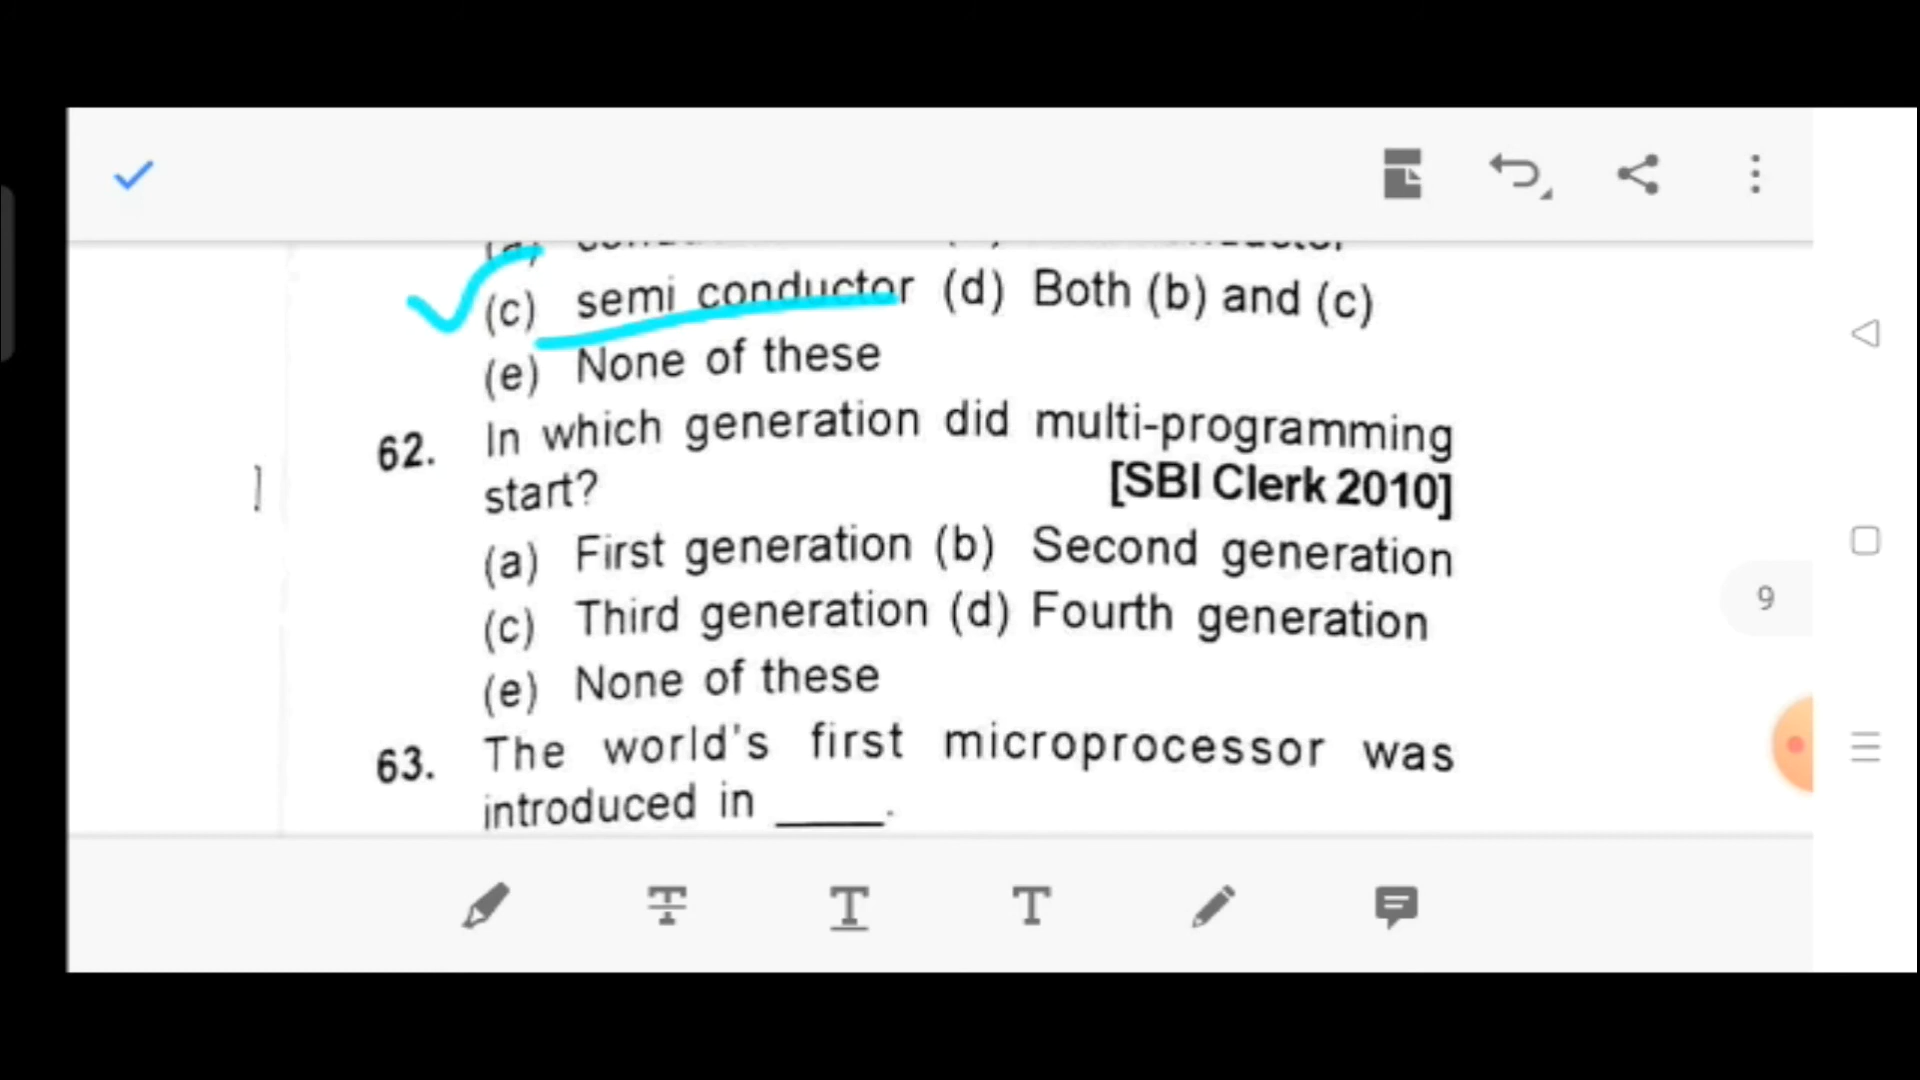 (c) semi conductor (d) Both (b) and (c)
(e) None of these
62. In which generation did multi-programming
start? [SBI Clerk 2010]
(a) First generation (b) Second generation
(c) Third generation (d) Fourth generation
(e) None of these
63. The world's first microprocessor was
introduced in _____.
9